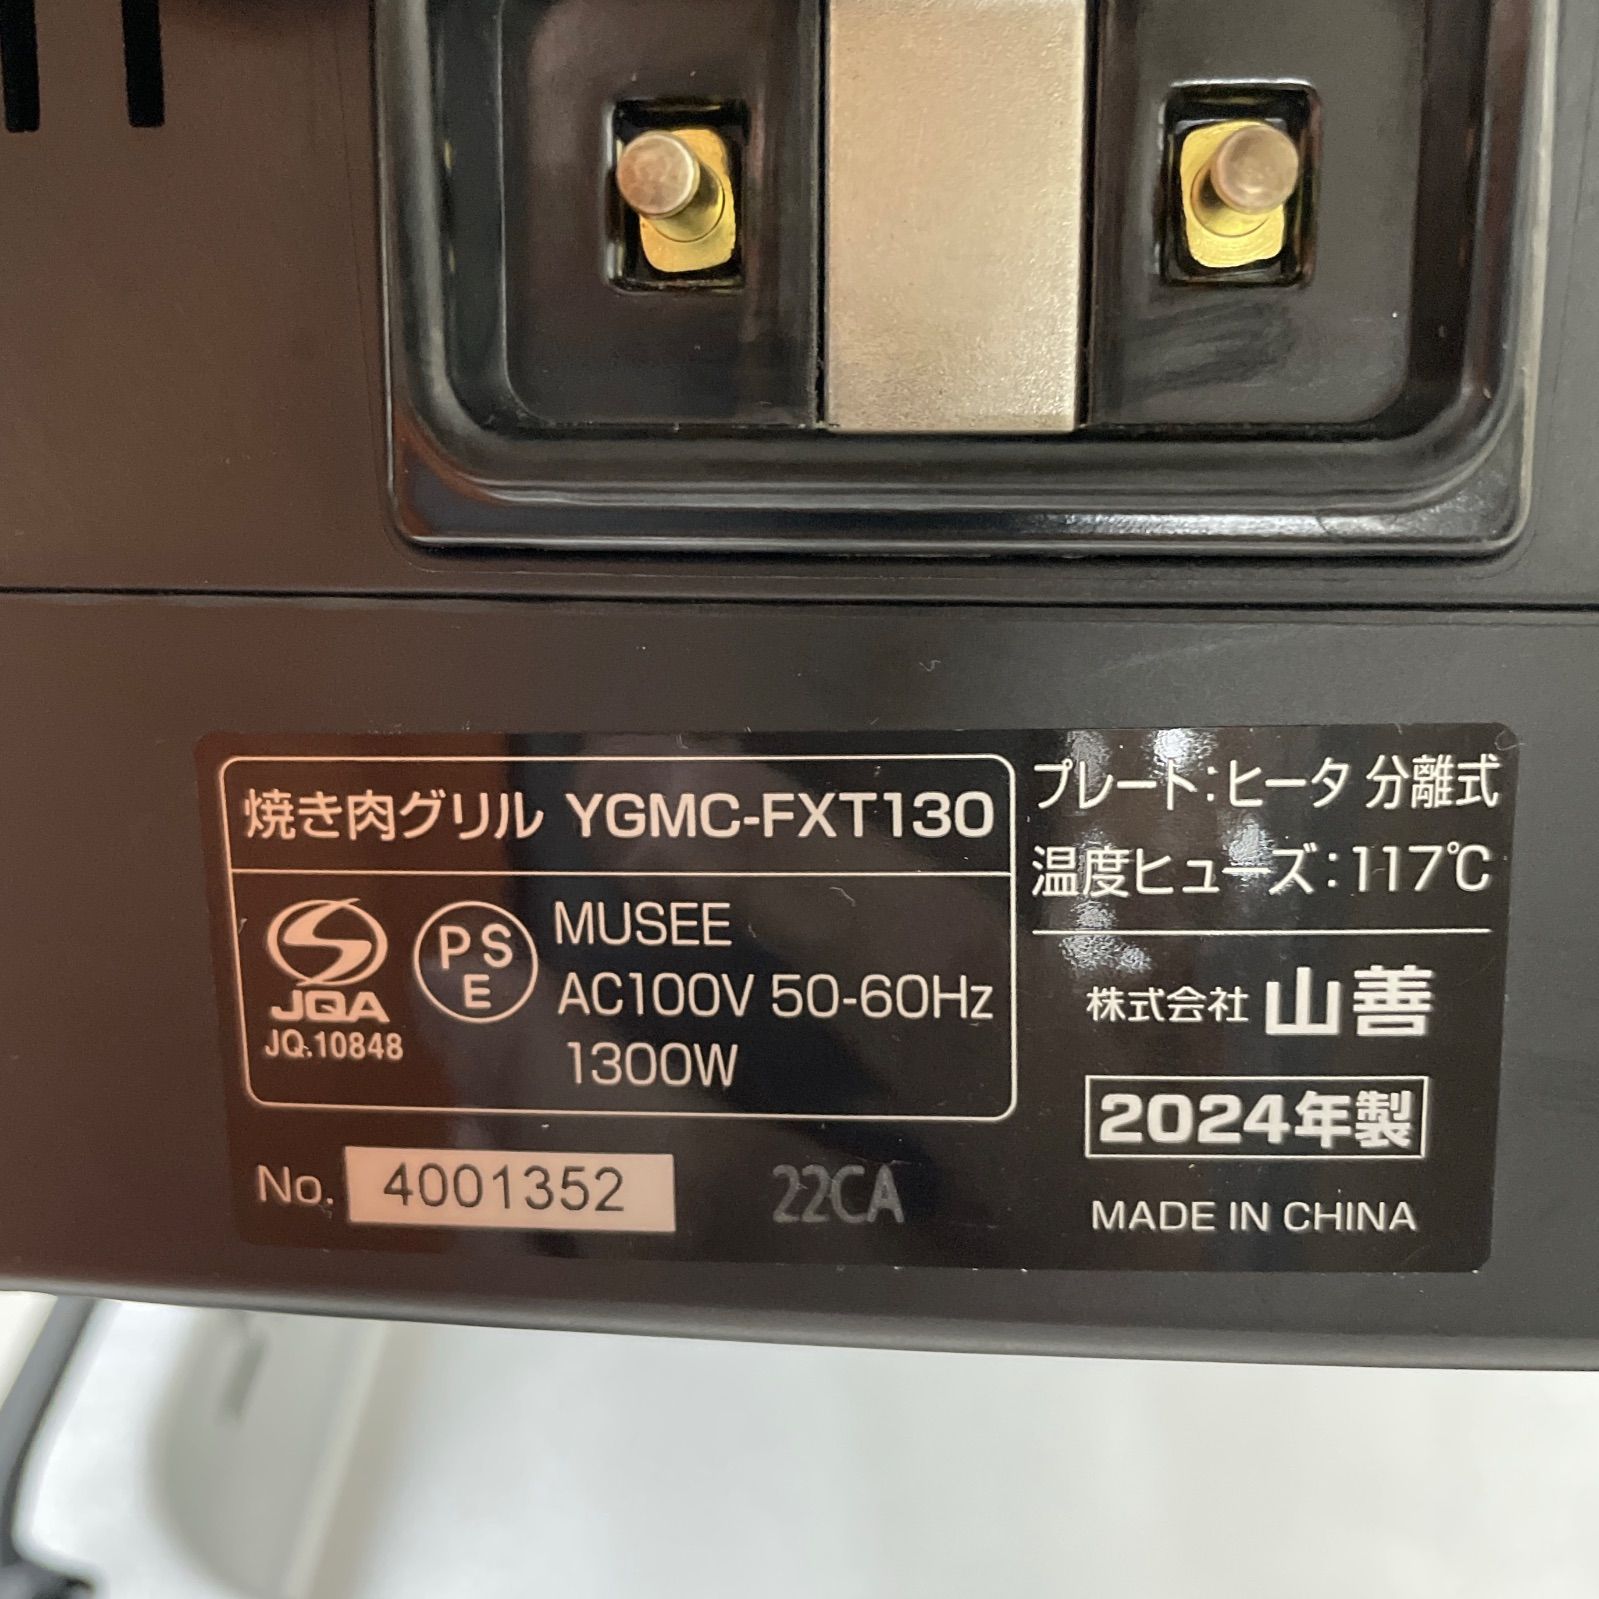 焼き肉グリル YGMC-FXT130
JQA
JQ.10848
PS
E
MUSEE
AC100V 50-60Hz
1300W
No. 4001352
22CA
プレート:ヒータ 分離式
温度ヒューズ:117℃
株式会社 山善
2024年製
MADE IN CHINA